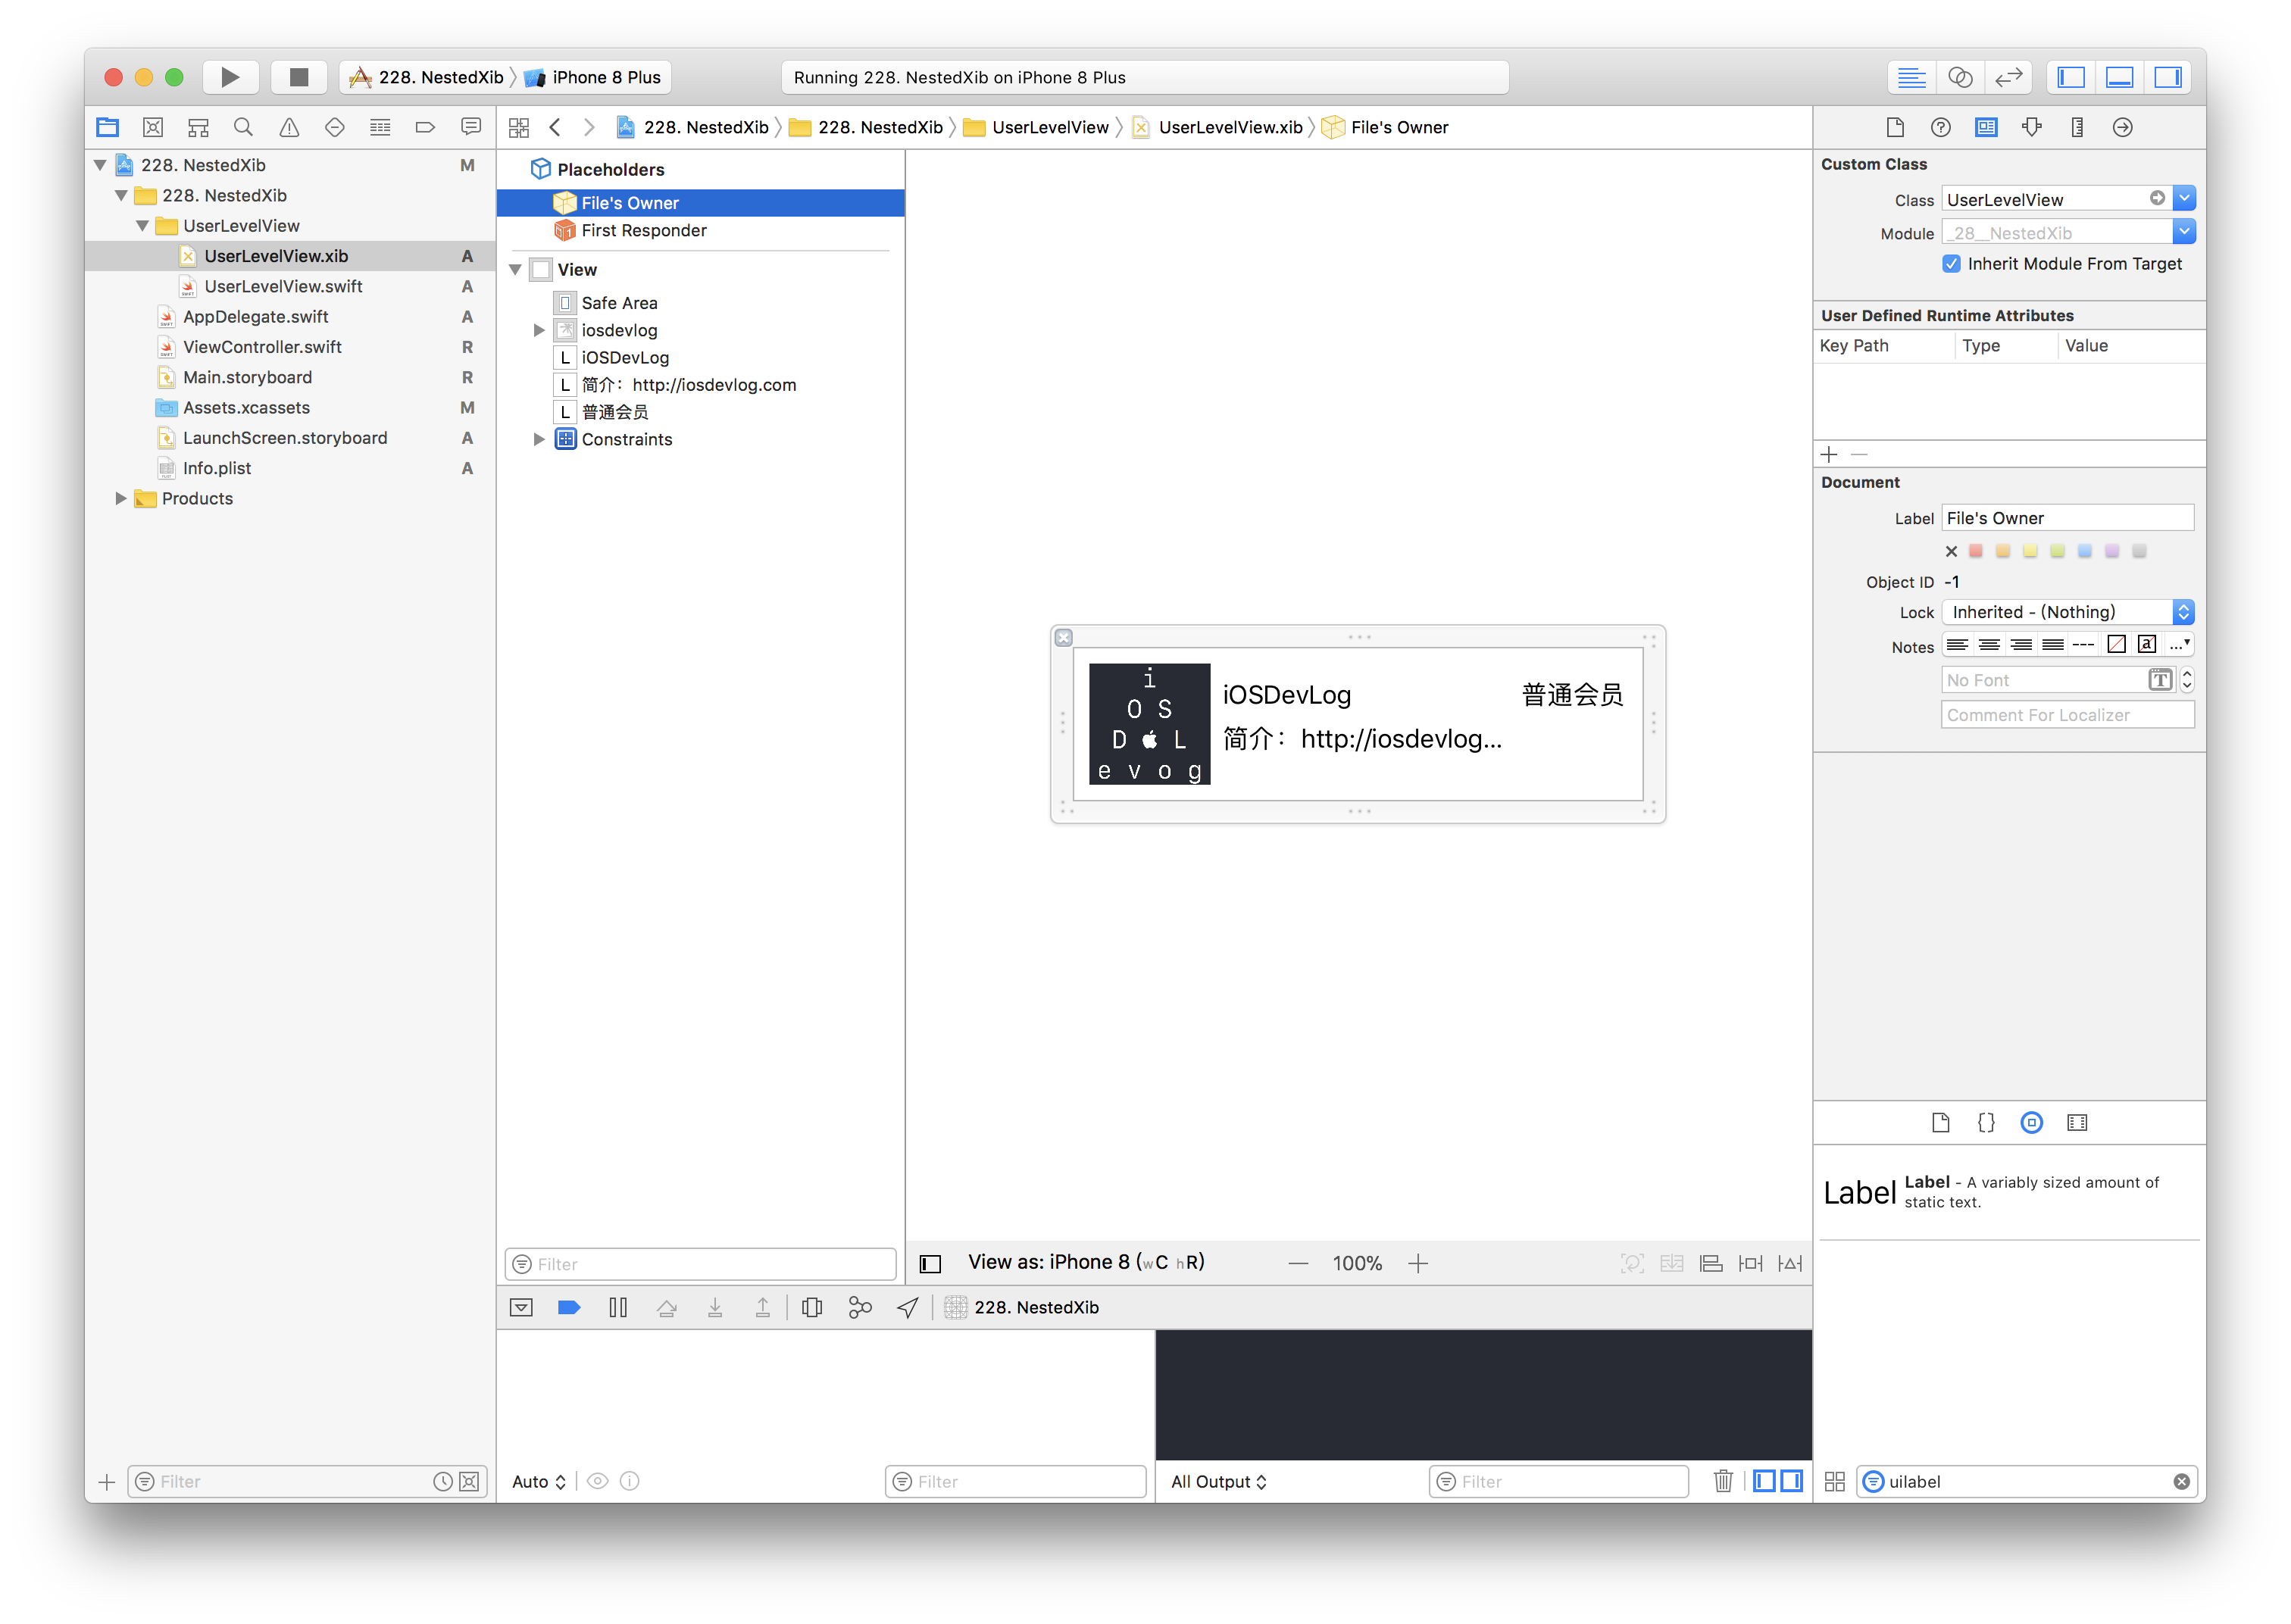 228. NestedXib
iPhone 8 Plus
Running 228. NestedXib on iPhone 8 Plus
228. NestedXib
228. NestedXib
UserLevelView
UserLevelView.xib
File's Owner
228. NestedXib M
228. NestedXib
UserLevelView
UserLevelView.xib A
UserLevelView.swift A
AppDelegate.swift A
ViewController.swift R
Main.storyboard R
Assets.xcassets M
LaunchScreen.storyboard A
Info.plist A
Products
Filter
Placeholders
File's Owner
First Responder
View
Safe Area
iosdevlog
L iOSDevLog
L 简介：http://iosdevlog.com
L 普通会员
Constraints
Filter
i
O S
D L
e v o g
iOSDevLog
普通会员
简介：http://iosdevlog...
View as: iPhone 8 (wC hR)
100%
228. NestedXib
Auto
Filter
All Output
Filter
Custom Class
Class UserLevelView
Module _28__NestedXib
Inherit Module From Target
User Defined Runtime Attributes
Key Path Type Value
Document
Label File's Owner
Object ID -1
Lock Inherited - (Nothing)
Notes
No Font
Comment For Localizer
Label
Label - A variably sized amount of
static text.
uilabel